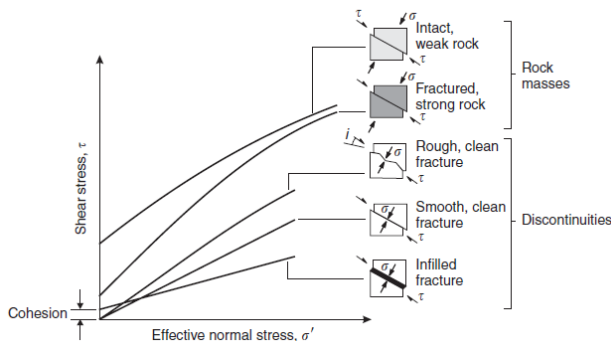 τ
σ
Intact,
weak rock
τ
σ
Fractured,
strong rock
τ
Rock
masses
i
σ
Rough, clean
fracture
τ
σ
Smooth, clean
fracture
τ
Discontinuities
σ
Infilled
fracture
τ
Shear stress, τ
Cohesion
Effective normal stress, σ′